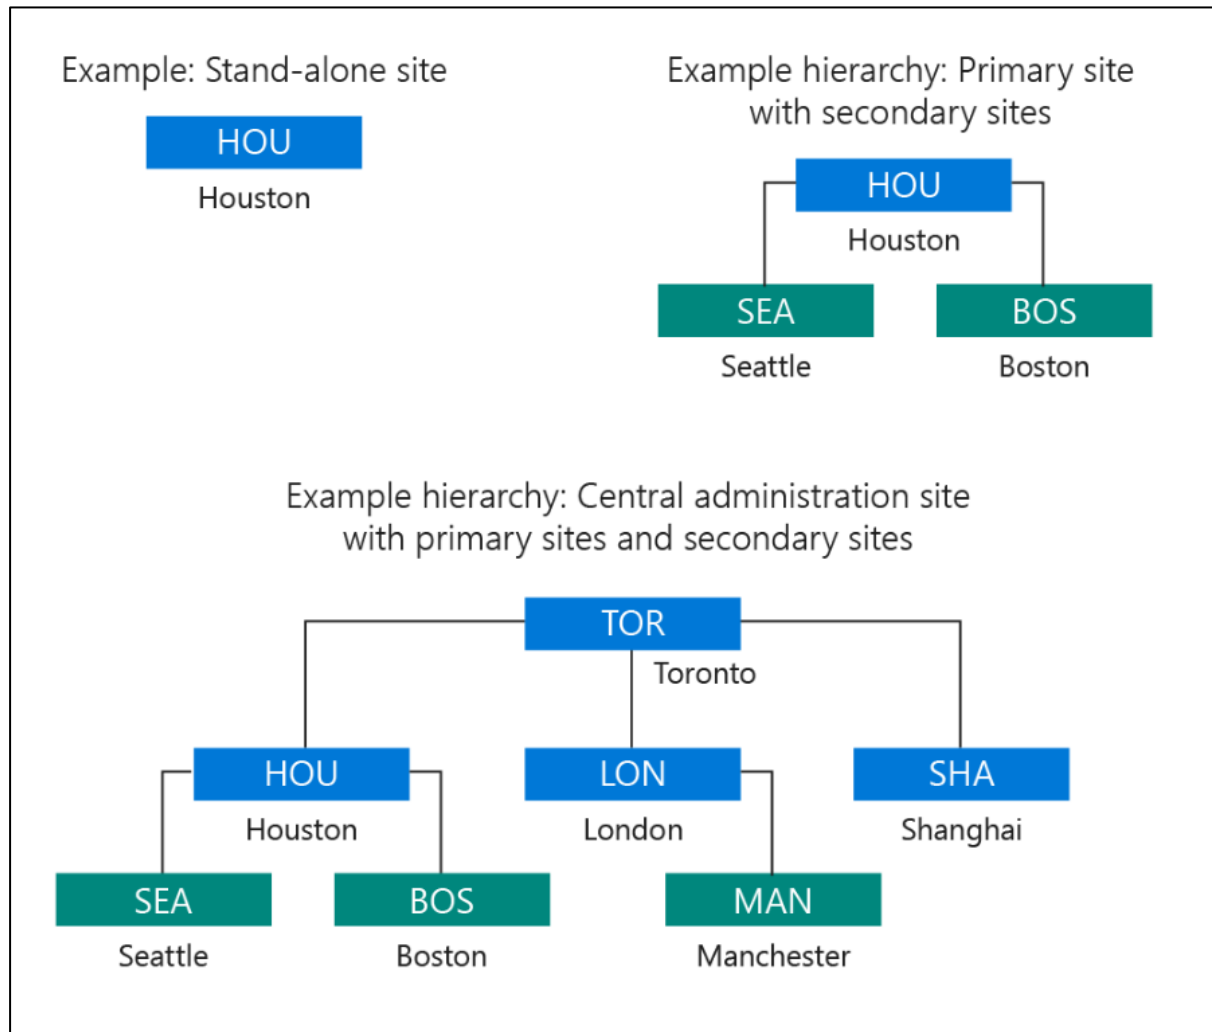 Example: Stand-alone site
HOU
Houston
Example hierarchy: Primary site
with secondary sites
HOU
Houston
SEA
BOS
Seattle
Boston
Example hierarchy: Central administration site
with primary sites and secondary sites
TOR
Toronto
HOU
LON
SHA
Houston
London
Shanghai
SEA
BOS
MAN
Seattle
Boston
Manchester